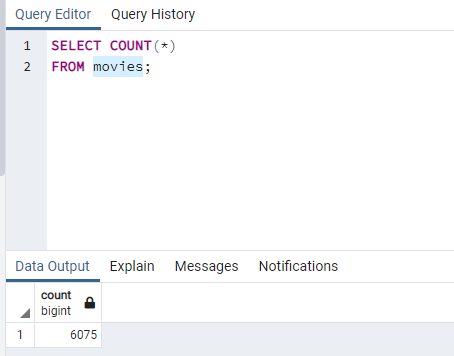 Query Editor Query History
1 SELECT COUNT(*)
2 FROM movies;
Data Output Explain Messages Notifications
count
bigint
1 6075